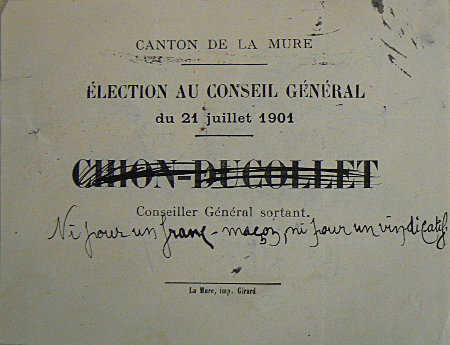 CANTON DE LA MURE
ÉLECTION AU CONSEIL GÉNÉRAL
du 21 juillet 1901
CHION-DUCOLLET
Conseiller Général sortant.
Ni pour un franc-maçon, ni pour un vindicatif.
La Mure, imp. Girard